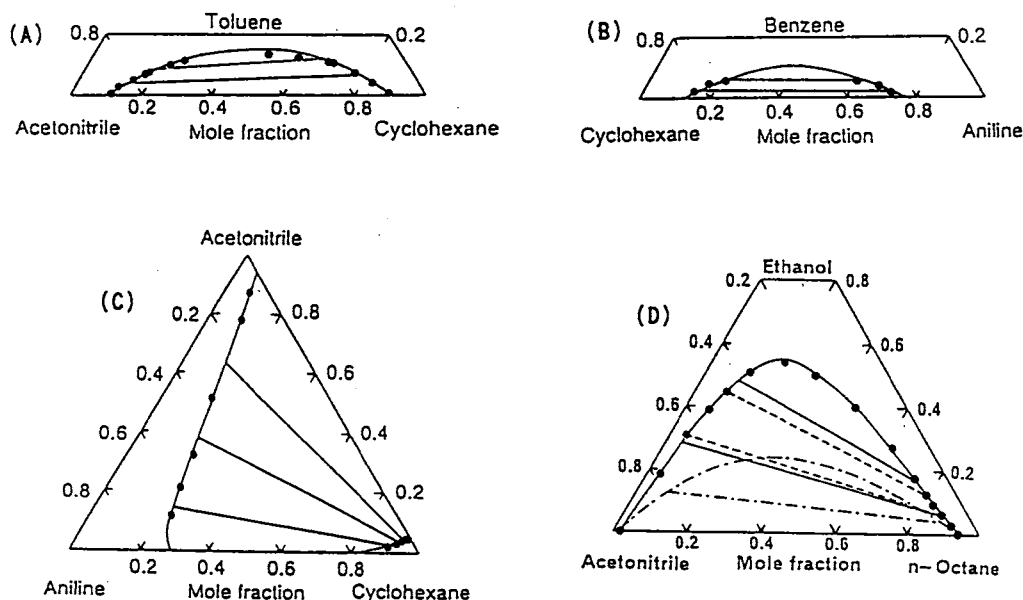 (A)
Toluene
0.8 0.2
0.2 0.4 0.6 0.8
Acetonitrile Mole fraction Cyclohexane
(B)
Benzene
0.8 0.2
0.2 0.4 0.6 0.8
Cyclohexane Mole fraction Aniline
(C)
Acetonitrile
0.2 0.8
0.4 0.6
0.6 0.4
0.8 0.2
0.2 0.4 0.6 0.8
Aniline Mole fraction Cyclohexane
(D)
Ethanol
0.2 0.8
0.4 0.6
0.6 0.4
0.8 0.2
0.2 0.4 0.6 0.8
Acetonitrile Mole fraction n-Octane